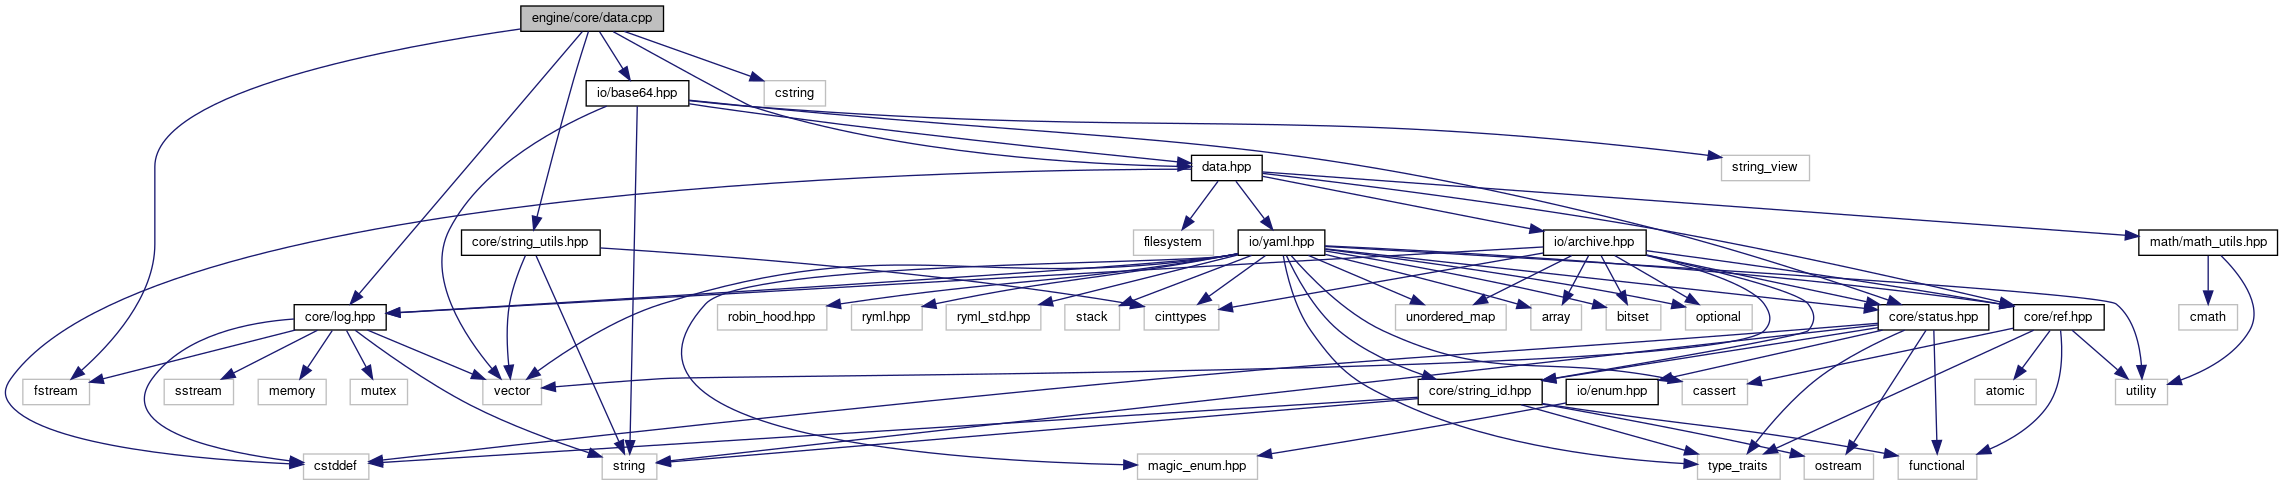 engine/core/data.cpp
io/base64.hpp
cstring
data.hpp
string_view
core/string_utils.hpp
filesystem
io/yaml.hpp
io/archive.hpp
math/math_utils.hpp
core/log.hpp
robin_hood.hpp
ryml.hpp
ryml_std.hpp
stack
cinttypes
unordered_map
array
bitset
optional
core/status.hpp
core/ref.hpp
cmath
fstream
sstream
memory
mutex
vector
core/string_id.hpp
io/enum.hpp
cassert
atomic
utility
cstddef
string
magic_enum.hpp
type_traits
ostream
functional